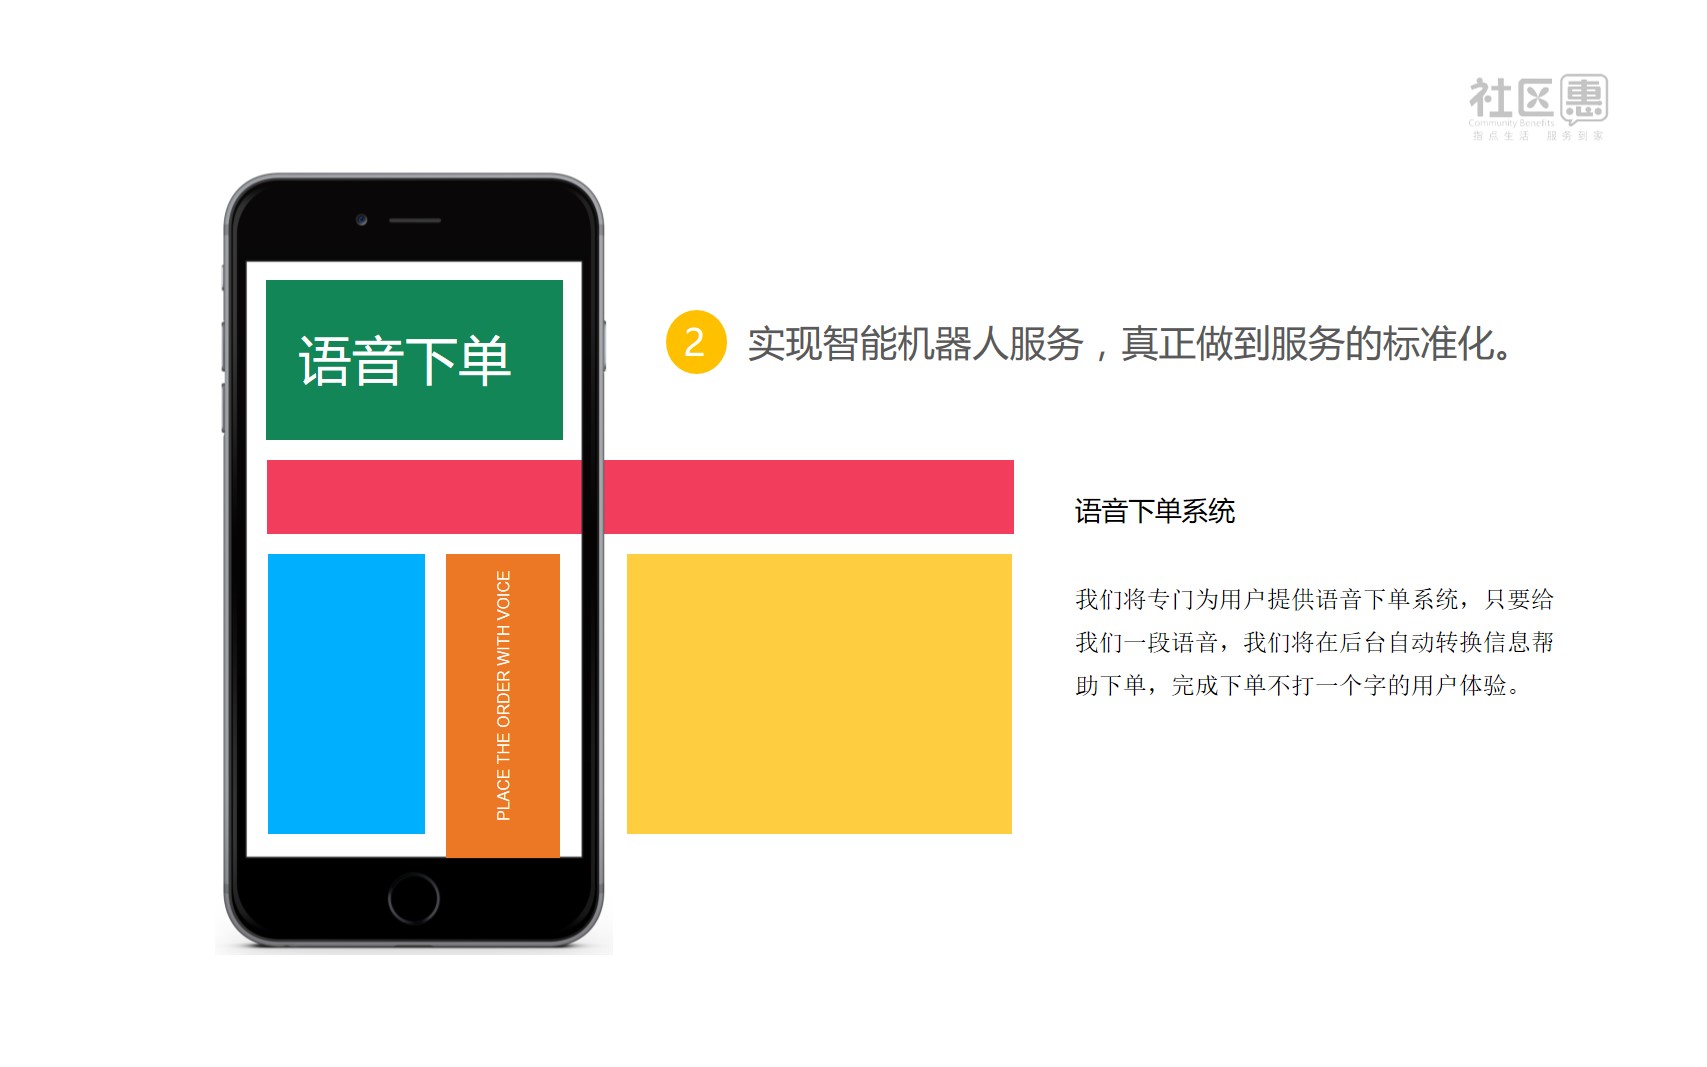 社区惠
Community Benefits
指点生活 服务到家
语音下单
2 实现智能机器人服务，真正做到服务的标准化。
语音下单系统
我们将专门为用户提供语音下单系统，只要给
我们一段语音，我们将在后台自动转换信息帮
助下单，完成下单不打一个字的用户体验。
PLACE THE ORDER WITH VOICE